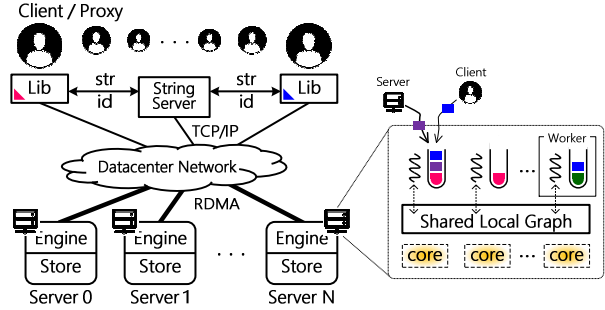 Client / Proxy
Lib
str
id
String
Server
str
id
Lib
TCP/IP
Datacenter Network
RDMA
Engine
Store
Engine
Store
Engine
Store
Server 0
Server 1
Server N
Server
Client
Worker
Shared Local Graph
core
core
core